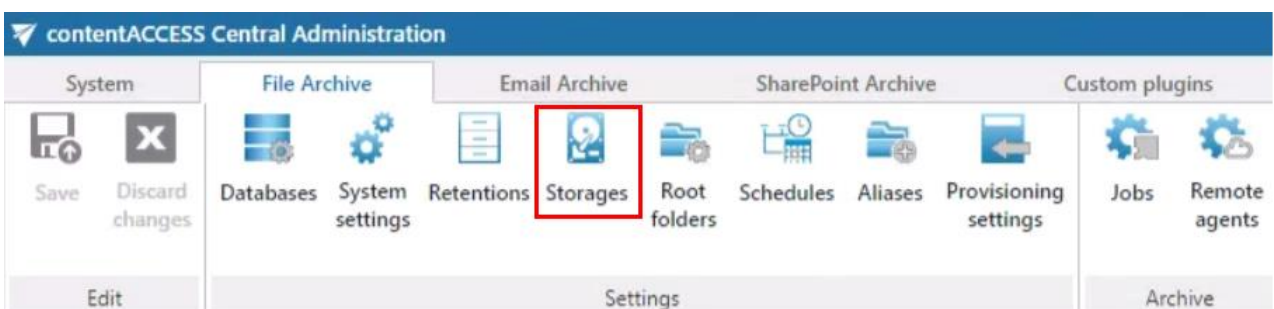 contentACCESS Central Administration
System File Archive Email Archive SharePoint Archive Custom plugins
Save Discard changes Databases System settings Retentions Storages Root folders Schedules Aliases Provisioning settings Jobs Remote agents
Edit Settings Archive